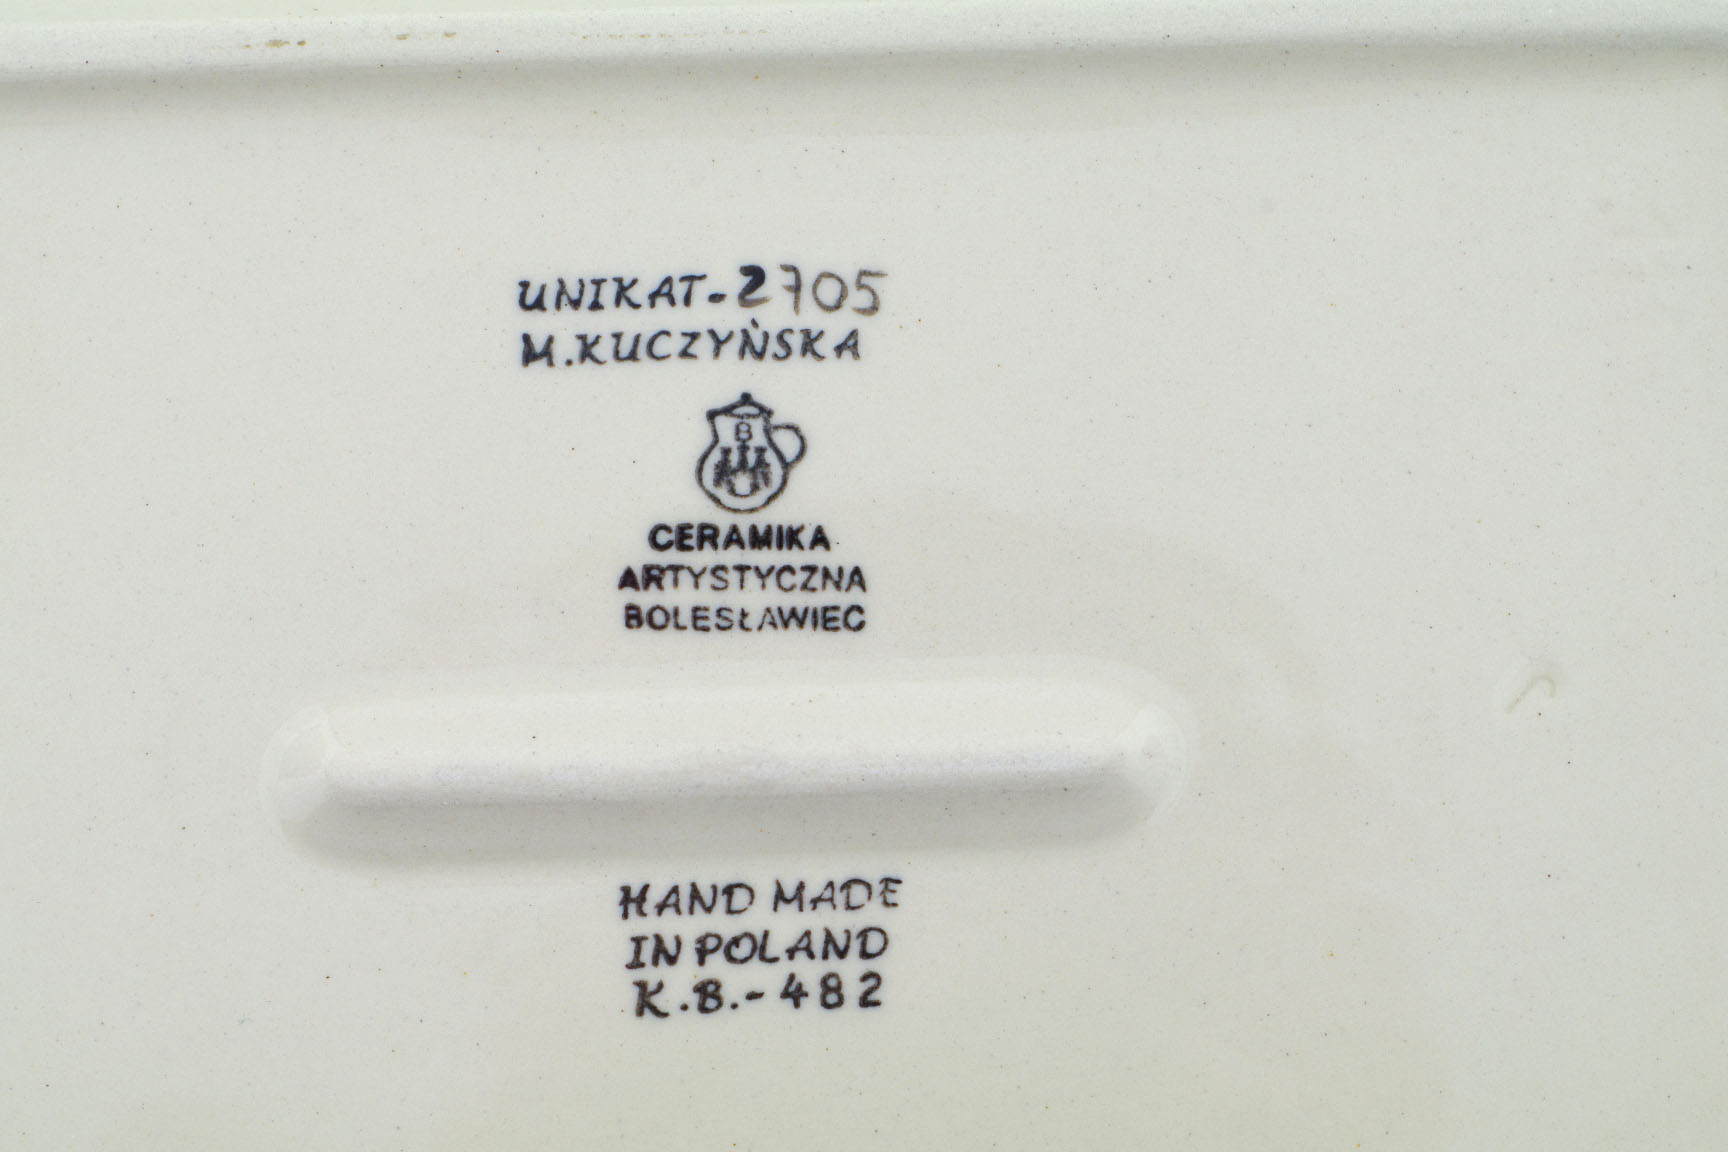 UNIKAT-2705
M.KUCZYŃSKA
B
CERAMIKA
ARTYSTYCZNA
BOLESŁAWIEC
HAND MADE
IN POLAND
K.B.-482